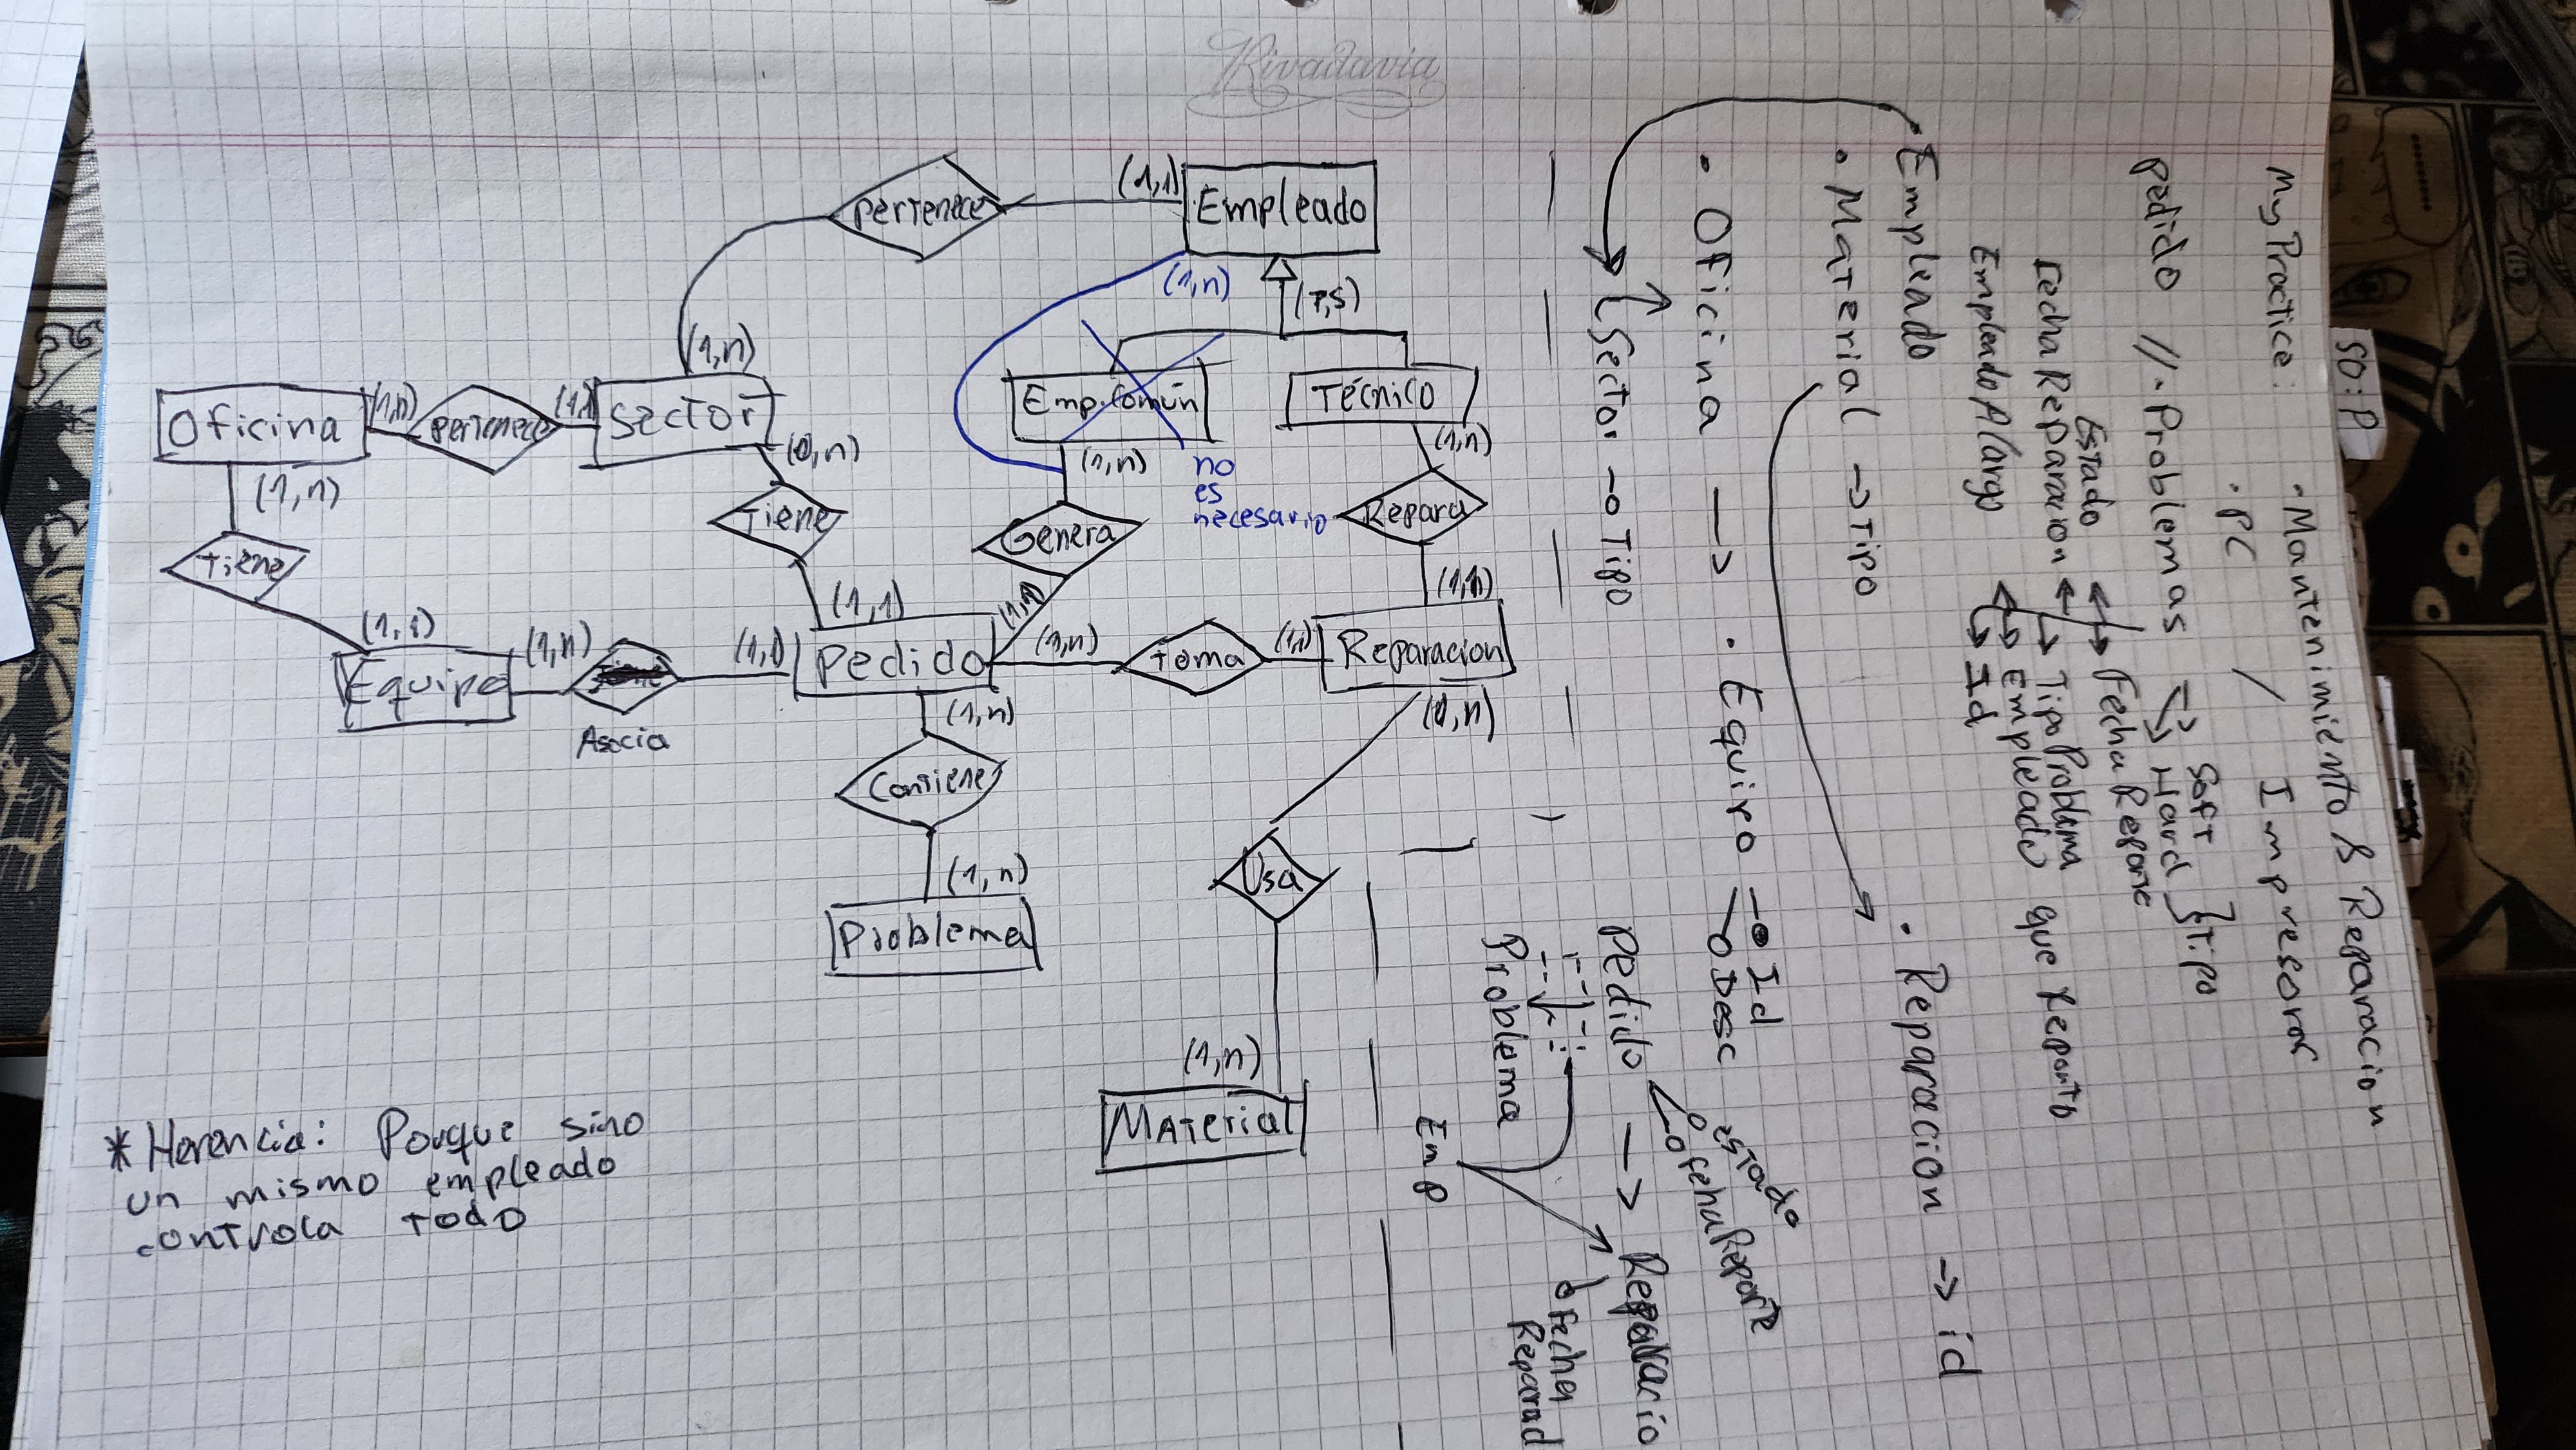 Rivadavia
Pertenece
(1,1)
Empleado
(1,n)
(T,S)
(1,n)
Oficina
(1,n)
Pertenece
(1,1)
Sector
Emp. Común
Técnico
(0,n)
(1,n)
no
es
necesario
(1,n)
(1,n)
Tiene
Genera
Repara
Tiene
(1,1)
(1,n)
(1,1)
(1,n)
(1,1)
Pedido
(1,n)
Toma
(1,1)
Reparacion
Equipo
Asocia
(1,n)
(0,n)
Contiene
(1,n)
Problema
Usa
(1,n)
Material
*Herencia: Porque sino
un mismo empleado
controla todo
My Practice: • Mantenimiento & Reparacion
• PC / Impresora
Pedido // • Problemas
Soft
Hard } Tipo
Estado
Fecha Reporte
Fecha Reparacion
Tipo Problema
Empleado A Cargo
Empleado que Reporto
Id
Empleado
• Material → Tipo
• Reparacion → id
• Oficina →
• Equipo
Id
Desc
(Sector
Tipo
Pedido → Reparacio
estado
fecha Reporte
fecha
Reparad
Problema
Emp
SO: P